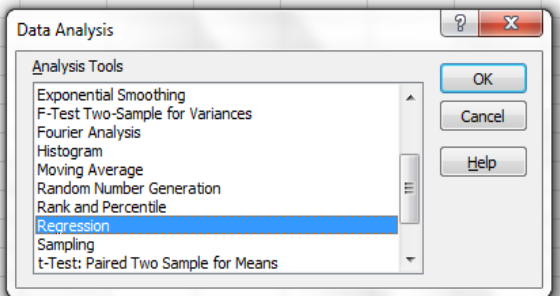 Data Analysis
? X
Analysis Tools
Exponential Smoothing
F-Test Two-Sample for Variances
Fourier Analysis
Histogram
Moving Average
Random Number Generation
Rank and Percentile
Regression
Sampling
t-Test: Paired Two Sample for Means
OK
Cancel
Help